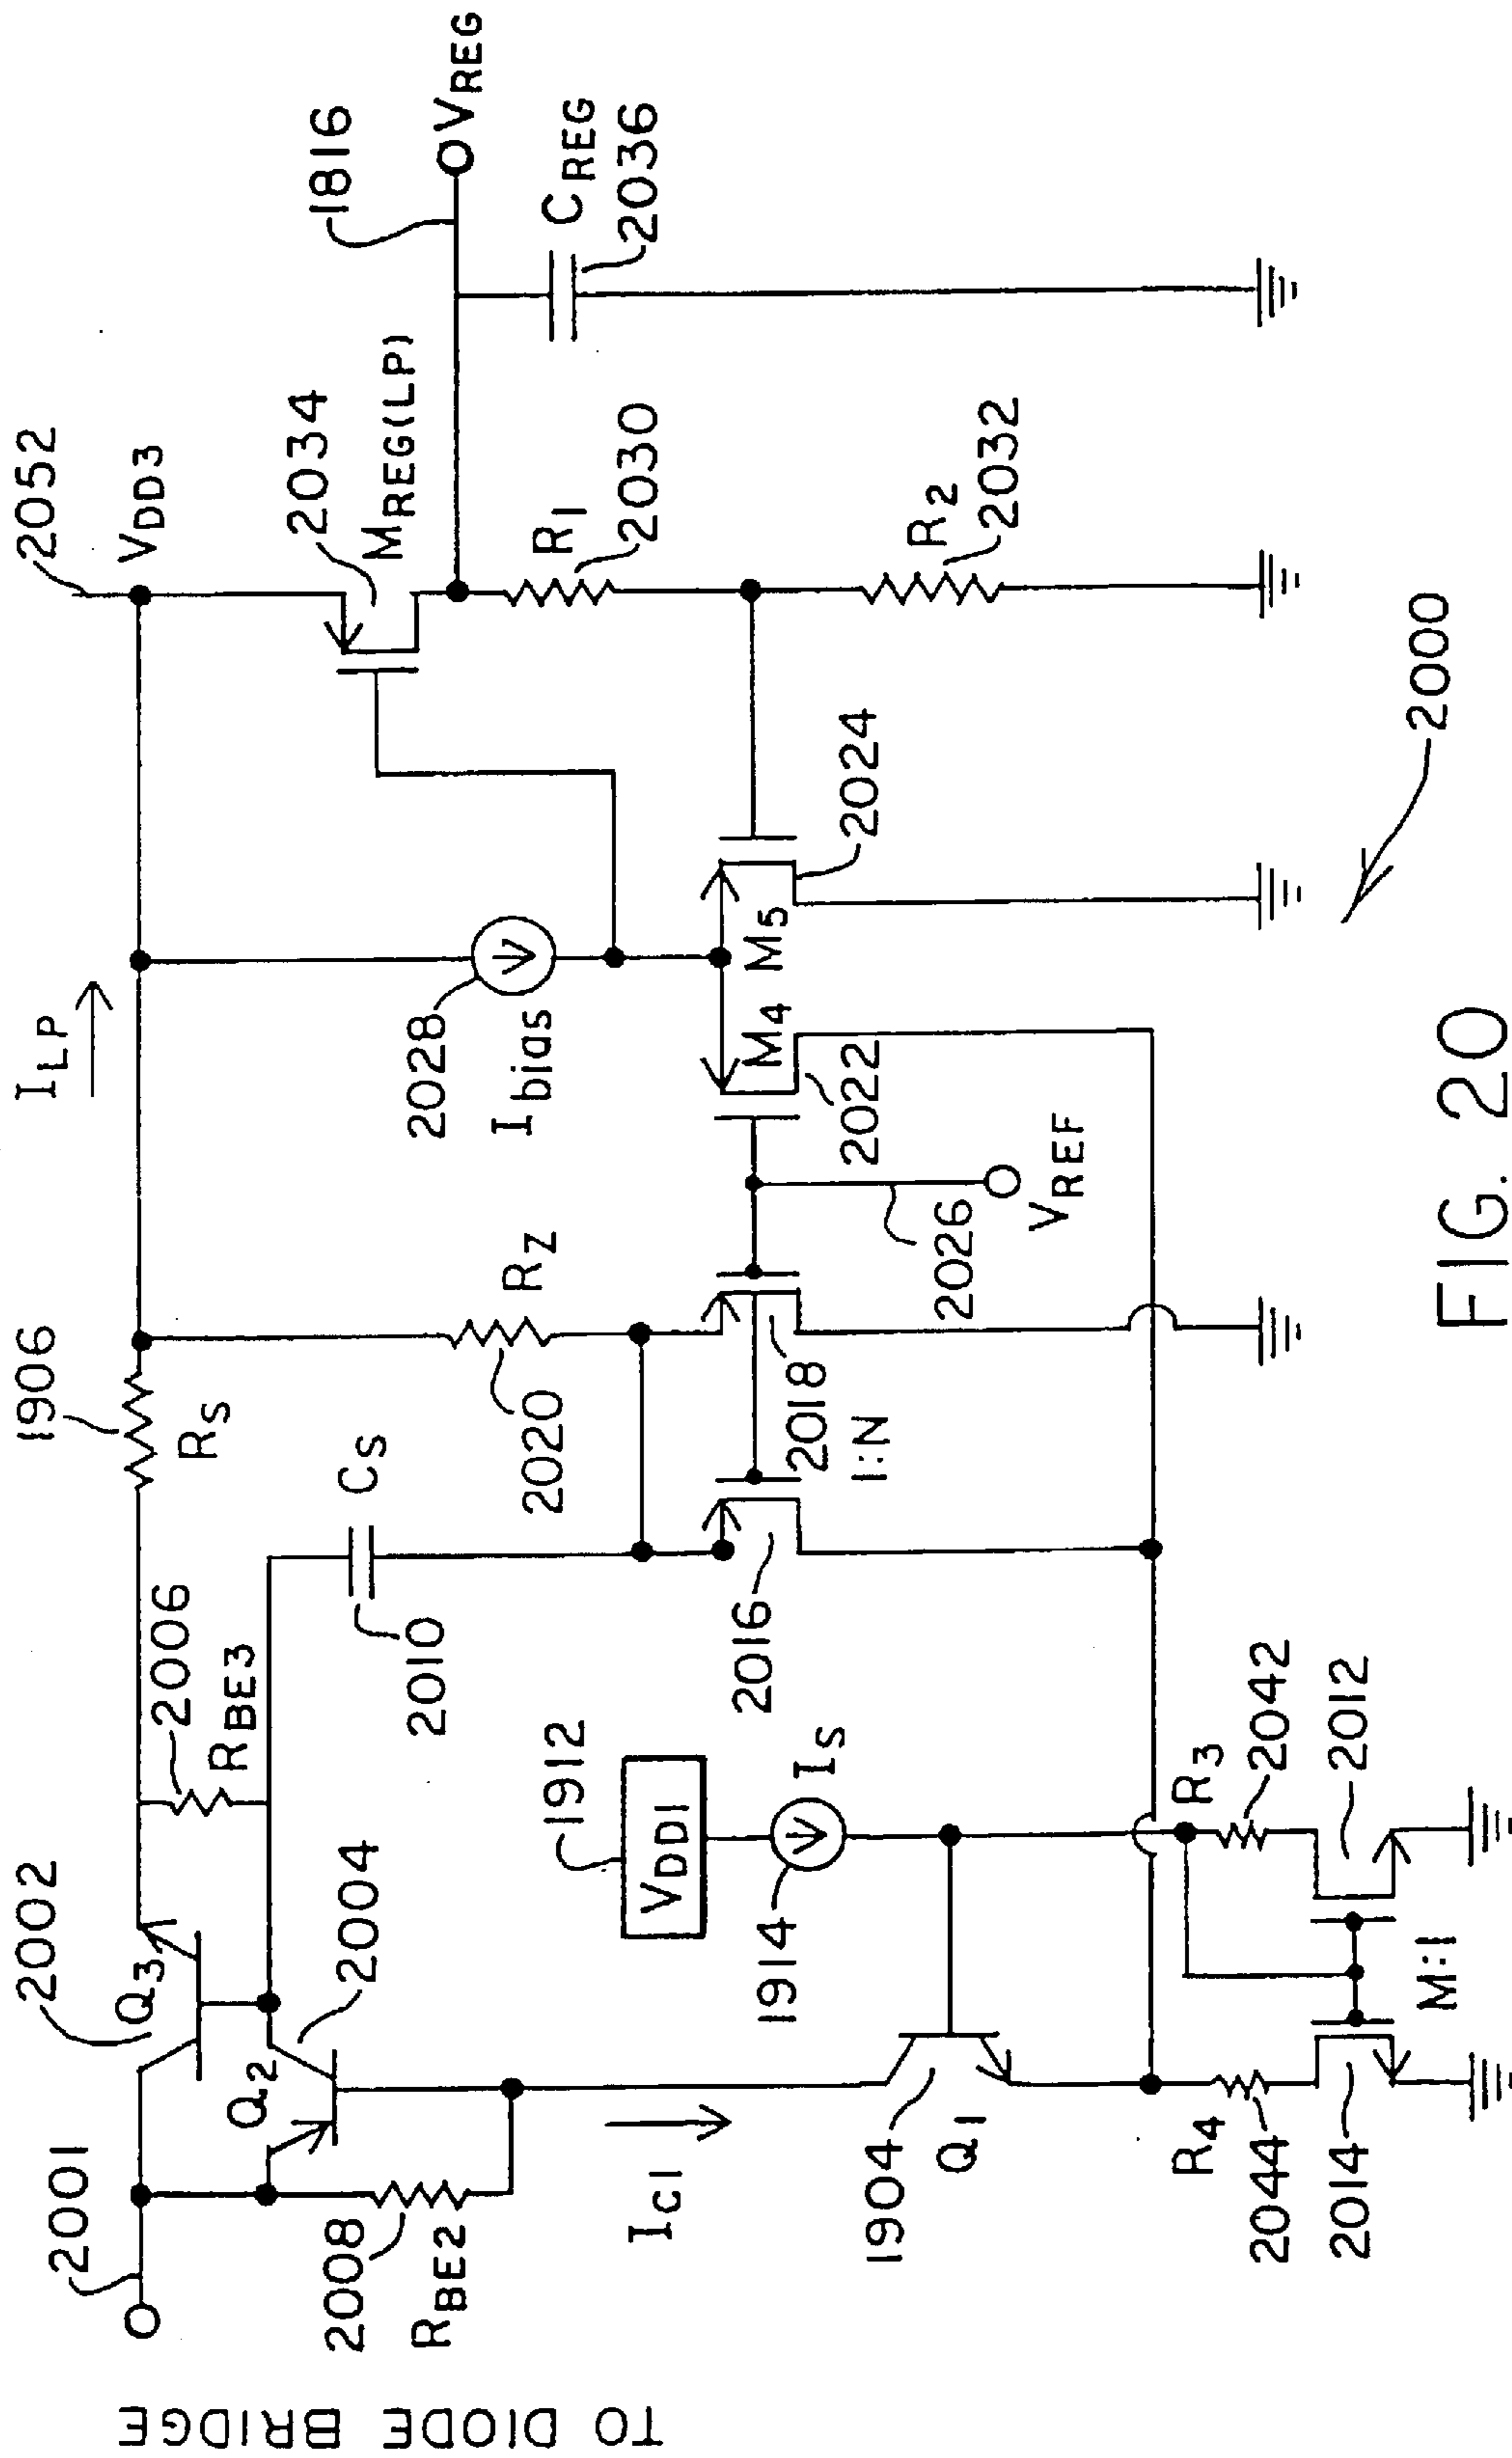 TO DIODE BRIDGE
2001
2002
Q3
Q2
2004
2006
RBE3
2008
RBE2
IC1
1904
Q1
1912
VDD1
1914
IS
R4
2044
2014
M:1
R3
2042
2012
1906
RS
CS
2010
2016
2018
1:N
RZ
2020
2026
VREF
ILP
2028
Ibias
M4
2022
M5
2024
2052
VDD3
2034
MREG(LP)
R1
2030
R2
2032
1816
VREG
CREG
2036
2000
FIG. 20